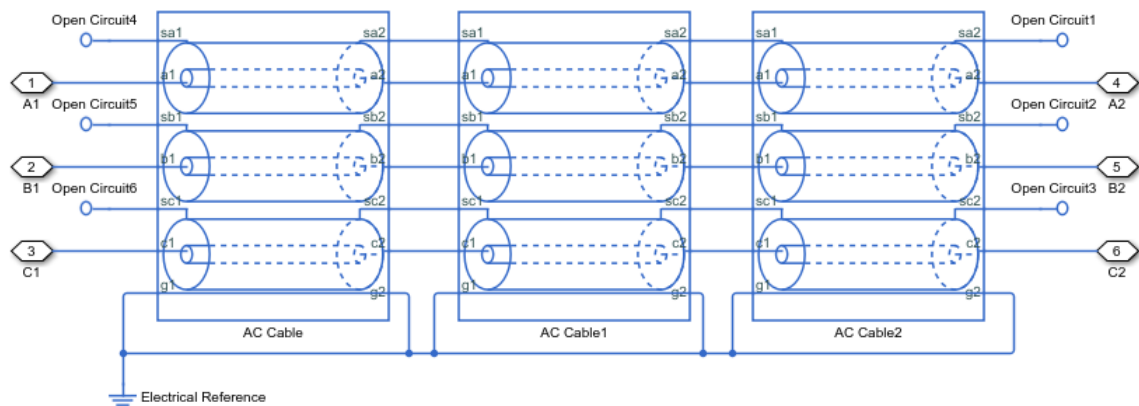 Open Circuit4
sa1 sa2 sa1 sa2 sa1 sa2
Open Circuit1
1 a1 a2 a1 a2 a1 a2 4
A1 A2
Open Circuit5
sb1 sb2 sb1 sb2 sb1 sb2
Open Circuit2
2 b1 b2 b1 b2 b1 b2 5
B1 B2
Open Circuit6
sc1 sc2 sc1 sc2 sc1 sc2
Open Circuit3
3 c1 c2 c1 c2 c1 c2 6
C1 C2
g1 g2 g1 g2 g1 g2
AC Cable AC Cable1 AC Cable2
Electrical Reference